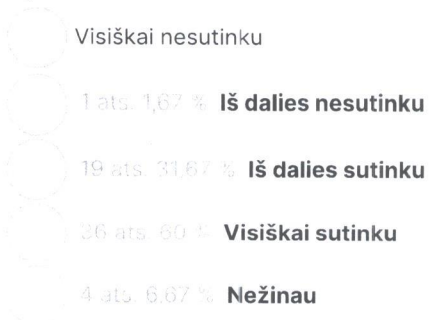 Visiškai nesutinku
1 ats. 1,67 % Iš dalies nesutinku
19 ats. 31,67 % Iš dalies sutinku
36 ats. 60 % Visiškai sutinku
4 ats. 6,67 % Nežinau